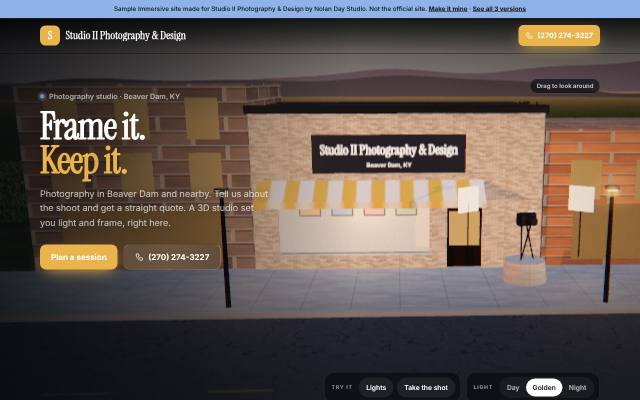 Sample Immersive site made for Studio II Photography & Design by Nolan Day Studio. Not the official site. Make it mine · See all 3 versions
S Studio II Photography & Design
(270) 274-3227
Drag to look around
Photography studio · Beaver Dam, KY
Frame it.
Keep it.
Studio II Photography & Design
Beaver Dam, KY
Photography in Beaver Dam and nearby. Tell us about
the shoot and get a straight quote. A 3D studio set
you light and frame, right here.
Plan a session
(270) 274-3227
TRY IT Lights Take the shot
LIGHT Day Golden Night